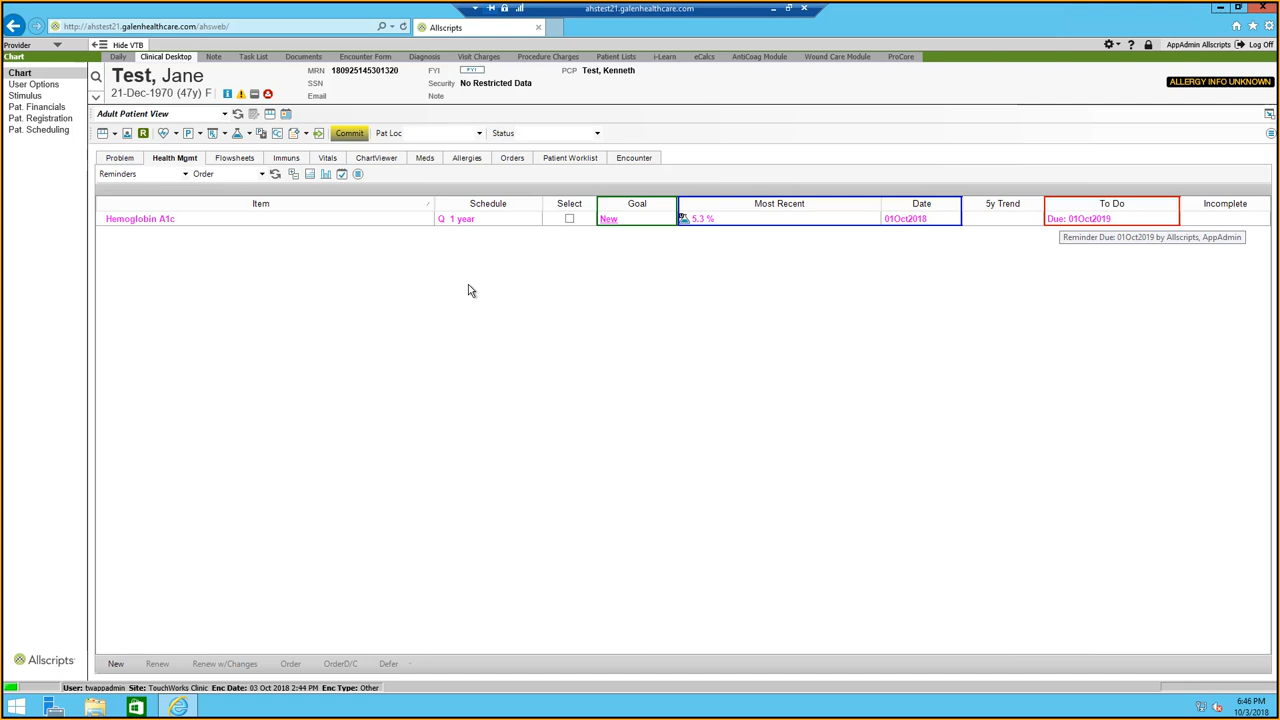 ahstest21.galenhealthcare.com
http://ahstest21.galenhealthcare.com/ahsweb/
Allscripts
Provider
Hide VTB
AppAdmin Allscripts
Log Off
Chart
Daily
Clinical Desktop
Note
Task List
Documents
Encounter Form
Diagnosis
Visit Charges
Procedure Charges
Patient Lists
i-Learn
eCalcs
AntiCoag Module
Wound Care Module
ProCore
Chart
User Options
Stimulus
Pat. Financials
Pat. Registration
Pat. Scheduling
Test, Jane
21-Dec-1970 (47y) F
MRN 180925145301320
SSN
Email
FYI FYI
Security No Restricted Data
Note
PCP Test, Kenneth
ALLERGY INFO UNKNOWN
Adult Patient View
R
P
Commit
Pat Loc
Status
Problem
Health Mgmt
Flowsheets
Immuns
Vitals
ChartViewer
Meds
Allergies
Orders
Patient Worklist
Encounter
Reminders
Order
Item Schedule Select Goal Most Recent Date 5y Trend To Do Incomplete
Hemoglobin A1c Q 1 year New 5.3 % 01Oct2018 Due: 01Oct2019
Reminder Due: 01Oct2019 by Allscripts, AppAdmin
Allscripts
New
Renew
Renew w/Changes
Order
OrderD/C
Defer
User: twappadmin Site: TouchWorks Clinic Enc Date: 03 Oct 2018 2:44 PM Enc Type: Other
6:46 PM
10/3/2018